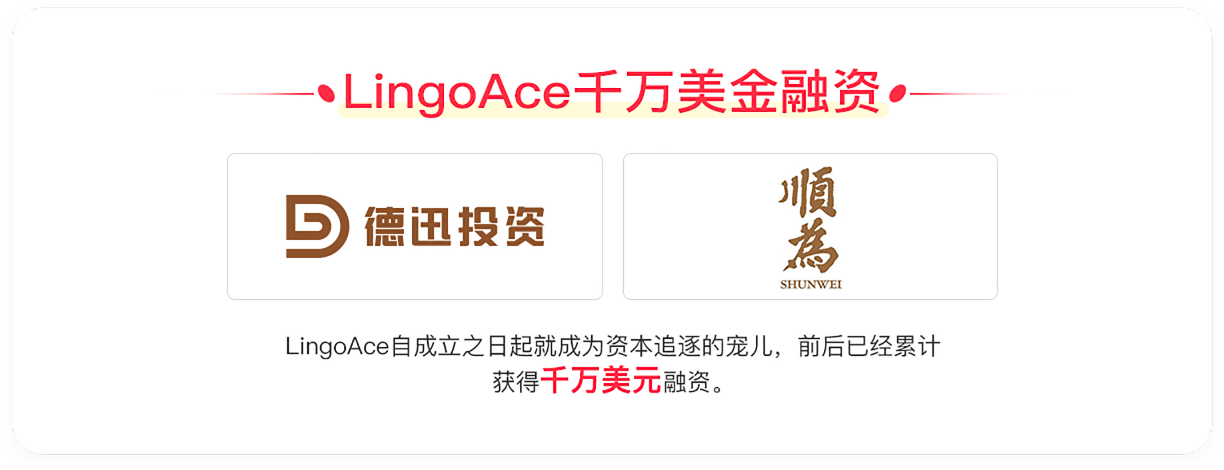 LingoAce千万美金融资
德迅投资
順為
SHUNWEI
LingoAce自成立之日起就成为资本追逐的宠儿，前后已经累计
获得千万美元融资。